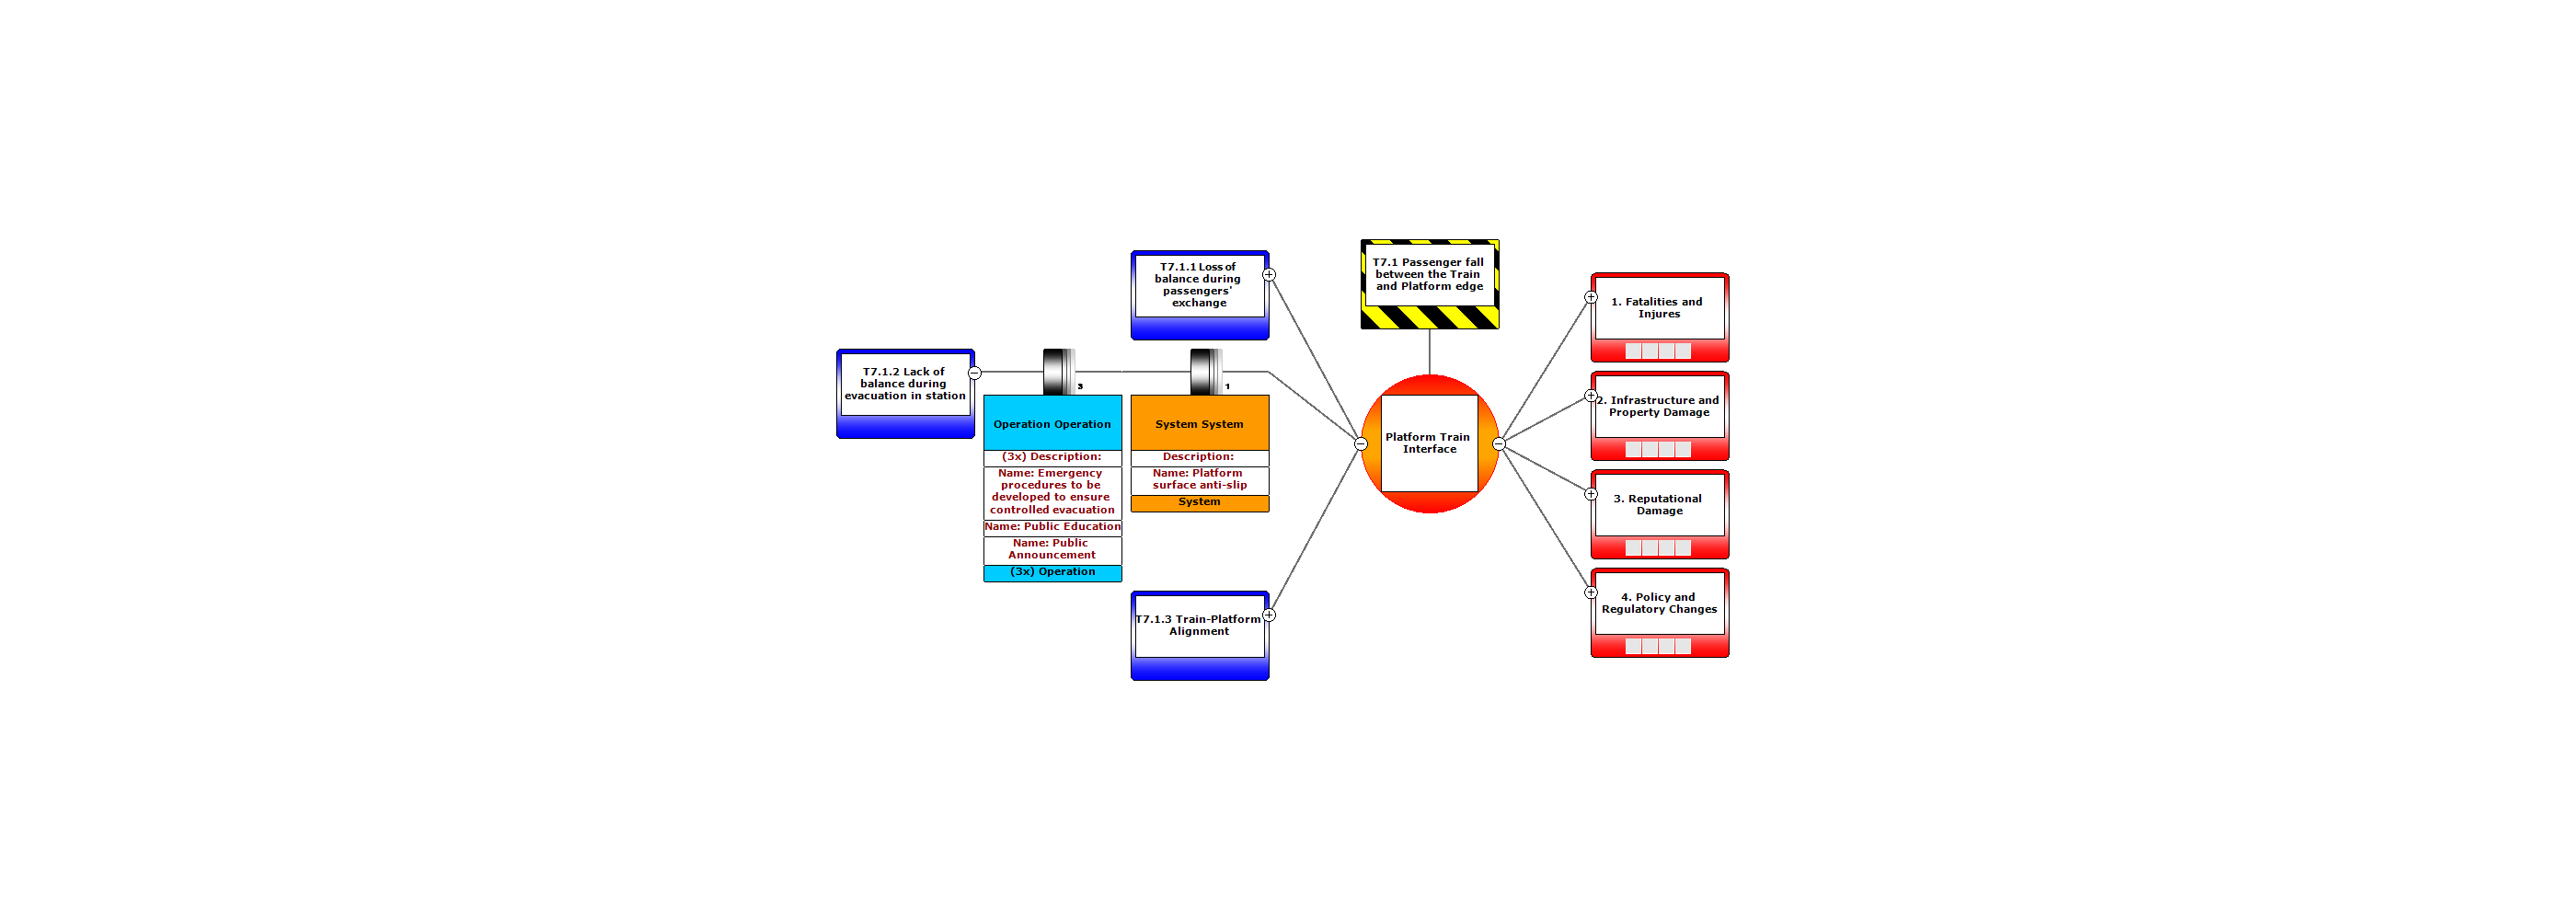 T7.1 Passenger fall
between the Train
and Platform edge
T7.1.1 Loss of
balance during
passengers'
exchange
T7.1.2 Lack of
balance during
evacuation in station
3
1
Operation Operation
(3x) Description:
Name: Emergency
procedures to be
developed to ensure
controlled evacuation
Name: Public Education
Name: Public
Announcement
(3x) Operation
System System
Description:
Name: Platform
surface anti-slip
System
T7.1.3 Train-Platform
Alignment
Platform Train
Interface
1. Fatalities and
Injures
2. Infrastructure and
Property Damage
3. Reputational
Damage
4. Policy and
Regulatory Changes